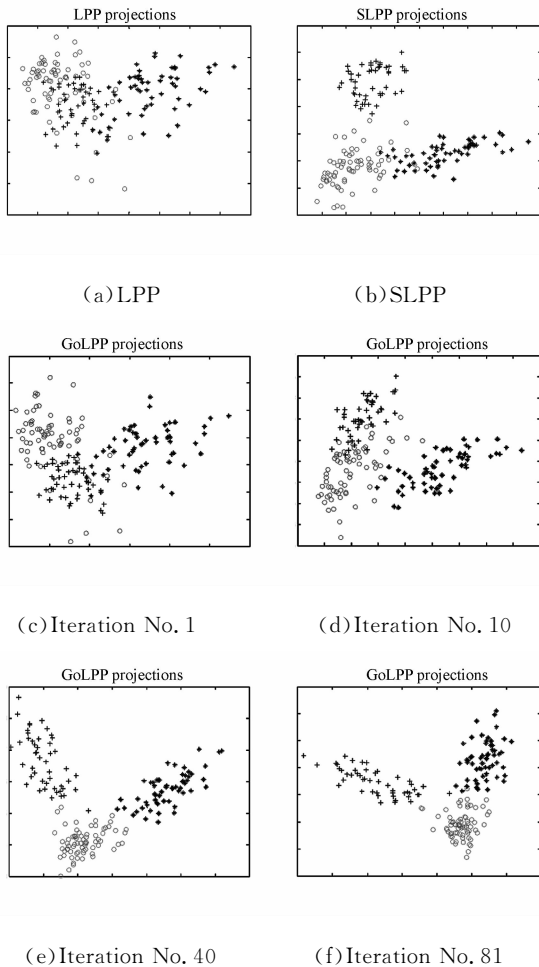 LPP projections
SLPP projections
(a)LPP
(b)SLPP
GoLPP projections
GoLPP projections
(c)Iteration No. 1
(d)Iteration No. 10
GoLPP projections
GoLPP projections
(e)Iteration No. 40
(f)Iteration No. 81